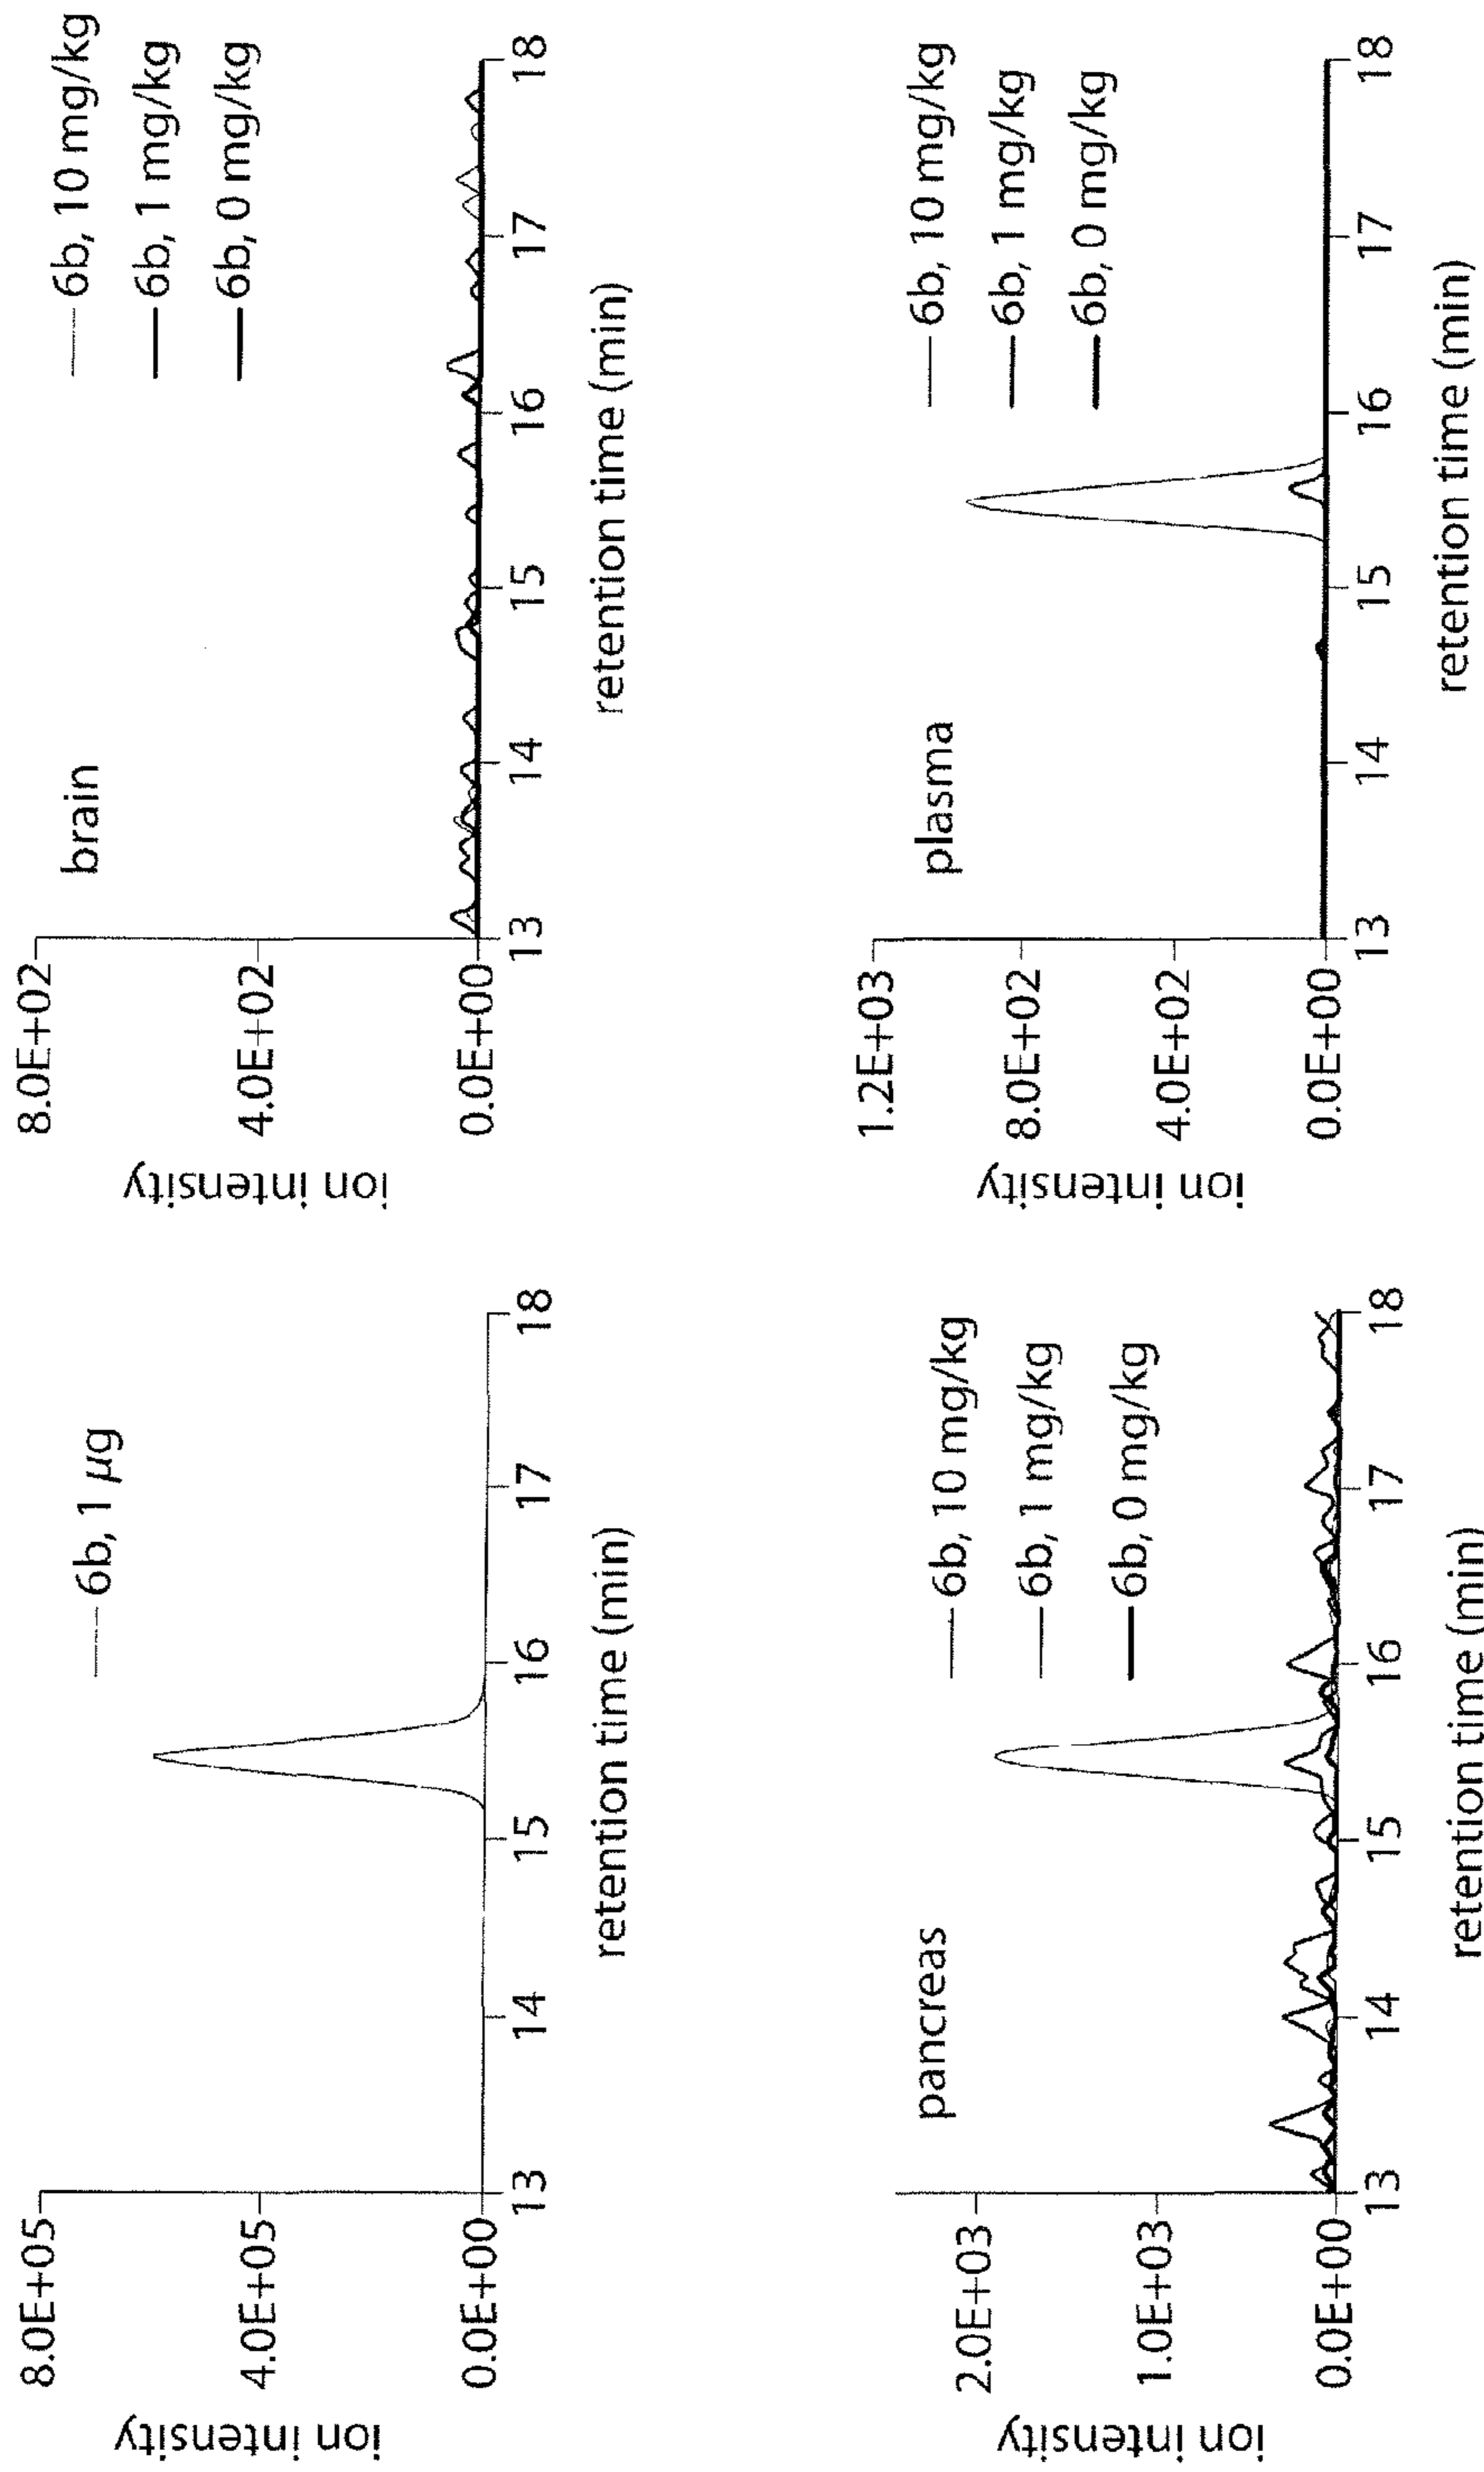 ion intensity
8.0E+05
4.0E+05
0.0E+00
6b, 1 μg
13 14 15 16 17 18
retention time (min)
ion intensity
8.0E+02
4.0E+02
0.0E+00
brain
6b, 10 mg/kg
6b, 1 mg/kg
6b, 0 mg/kg
13 14 15 16 17 18
retention time (min)
ion intensity
2.0E+03
1.0E+03
0.0E+00
pancreas
6b, 10 mg/kg
6b, 1 mg/kg
6b, 0 mg/kg
13 14 15 16 17 18
retention time (min)
ion intensity
1.2E+03
8.0E+02
4.0E+02
0.0E+00
plasma
6b, 10 mg/kg
6b, 1 mg/kg
6b, 0 mg/kg
13 14 15 16 17 18
retention time (min)